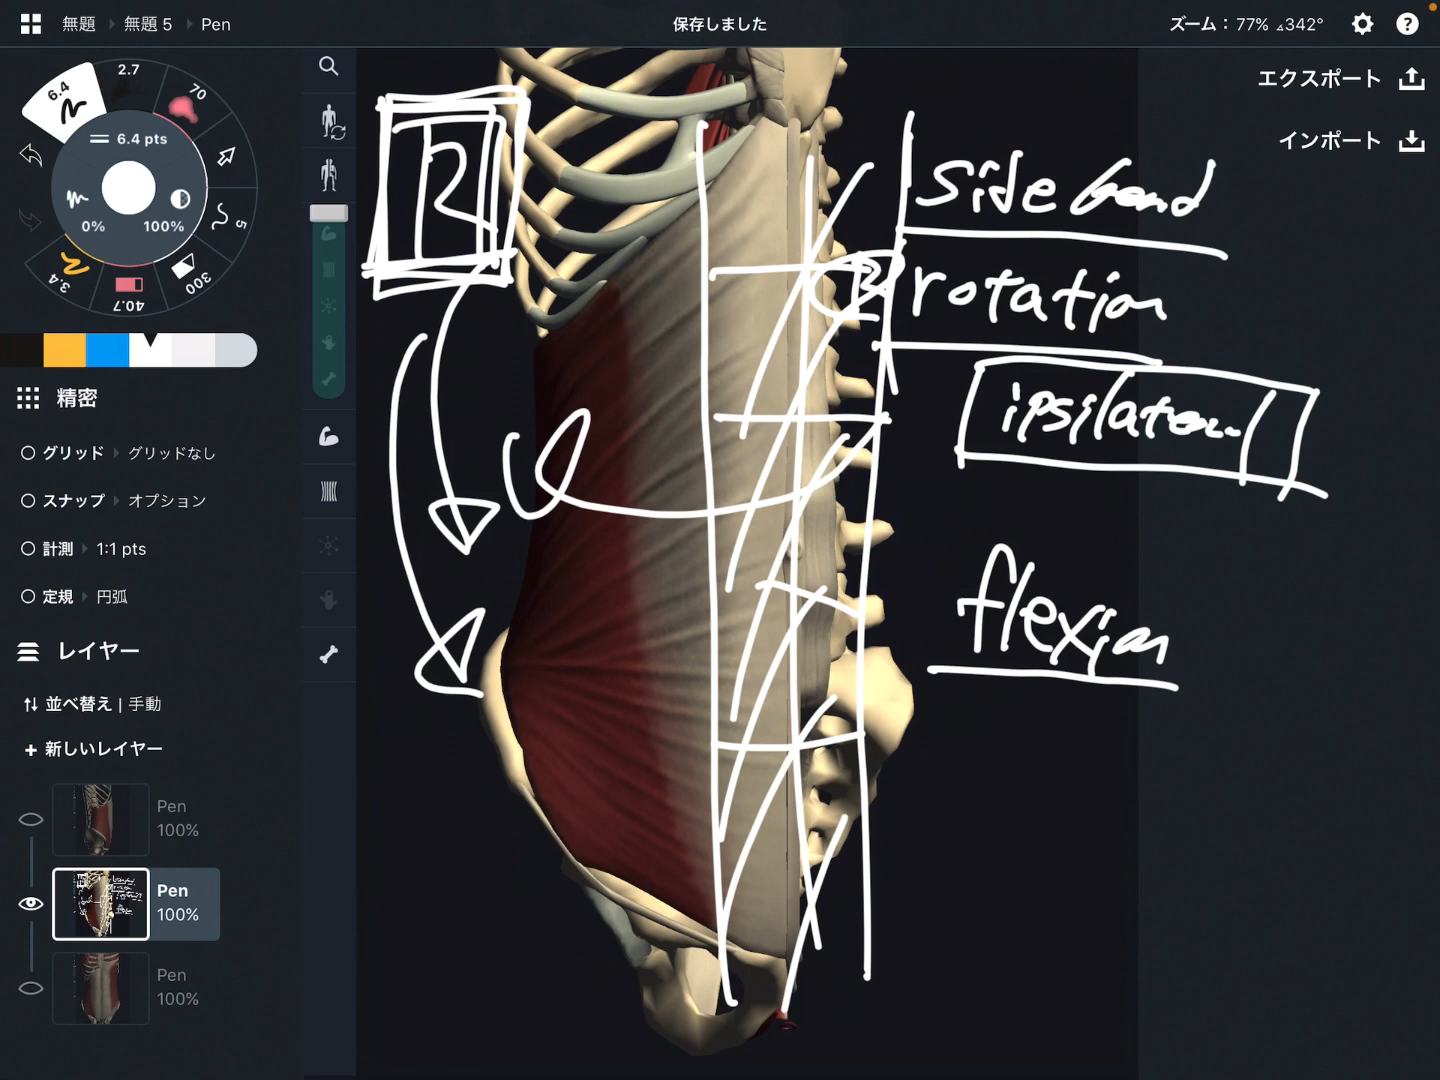 無題 無題 5 Pen
保存しました
ズーム： 77% ⊿342°
エクスポート
インポート
6.4
2.7
70
5
300
40.7
3.4
6.4 pts
0% 100%
精密
グリッド グリッドなし
スナップ オプション
計測 1:1 pts
定規 円弧
レイヤー
並べ替え | 手動
新しいレイヤー
Pen
100%
Pen
100%
Pen
100%
R
side bend
rotation
ipsilateral
flexion